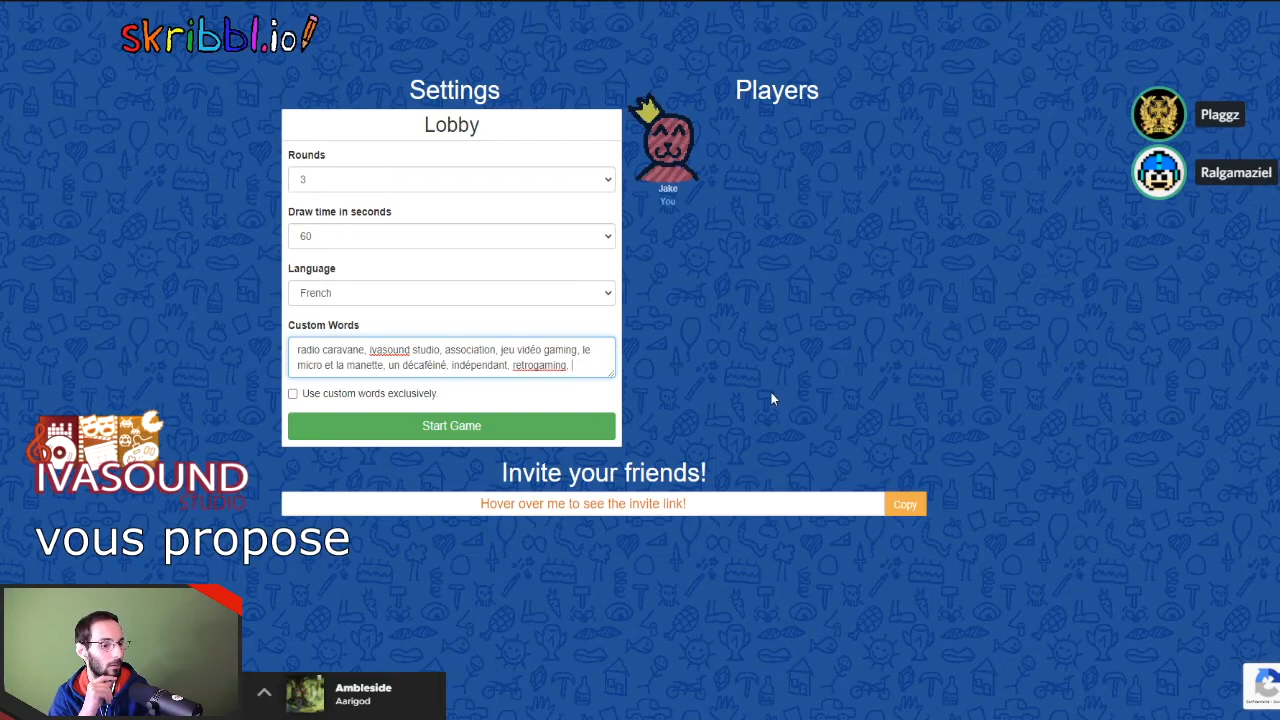 skribbl.io
Settings
Players
Lobby
Rounds
3
Draw time in seconds
60
Language
French
Custom Words
radio caravane, ivasound studio, association, jeu vidéo gaming, le
micro et la manette, un décaféiné, indépendant, retrogaming,
Use custom words exclusively.
Start Game
Jake
You
Plaggz
Ralgamaziel
Invite your friends!
Hover over me to see the invite link!
Copy
IVASOUND
STUDIO
vous propose
Ambleside
Aarigod